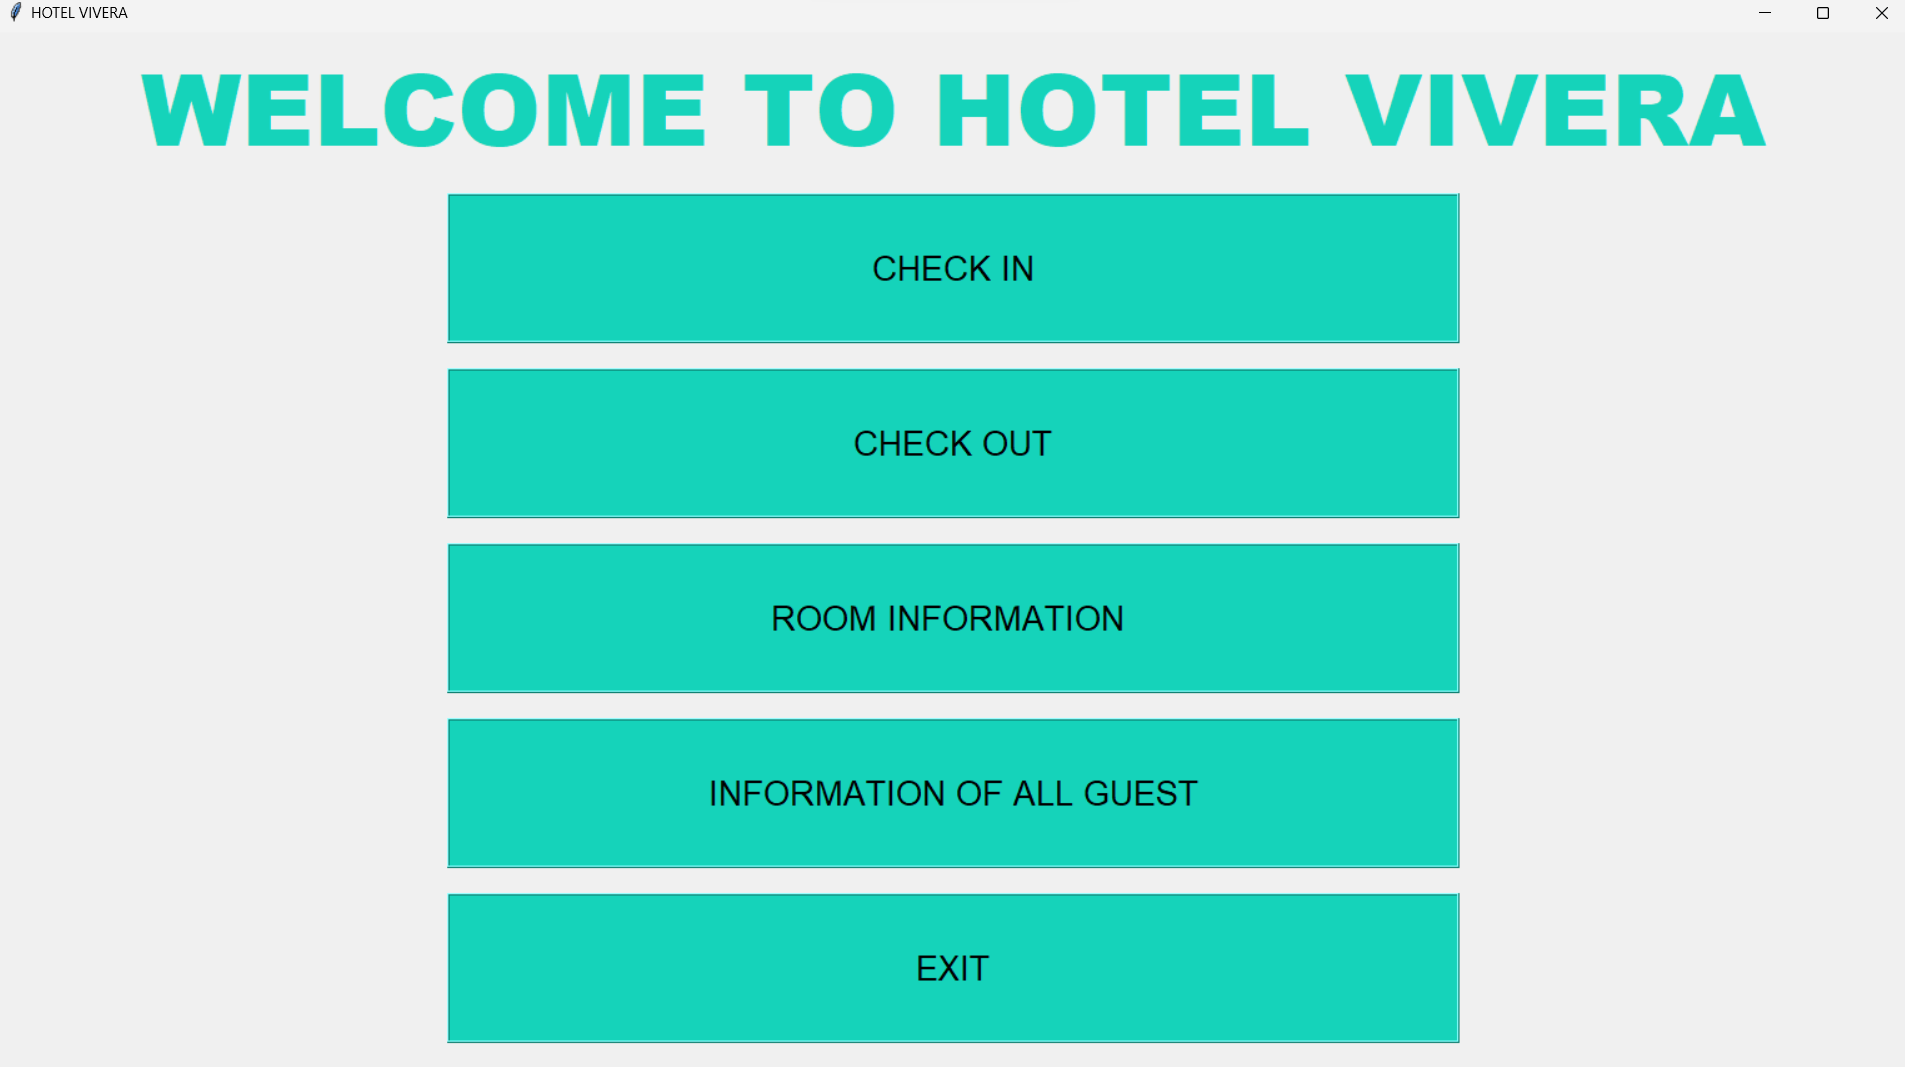 HOTEL VIVERA
WELCOME TO HOTEL VIVERA
CHECK IN
CHECK OUT
ROOM INFORMATION
INFORMATION OF ALL GUEST
EXIT